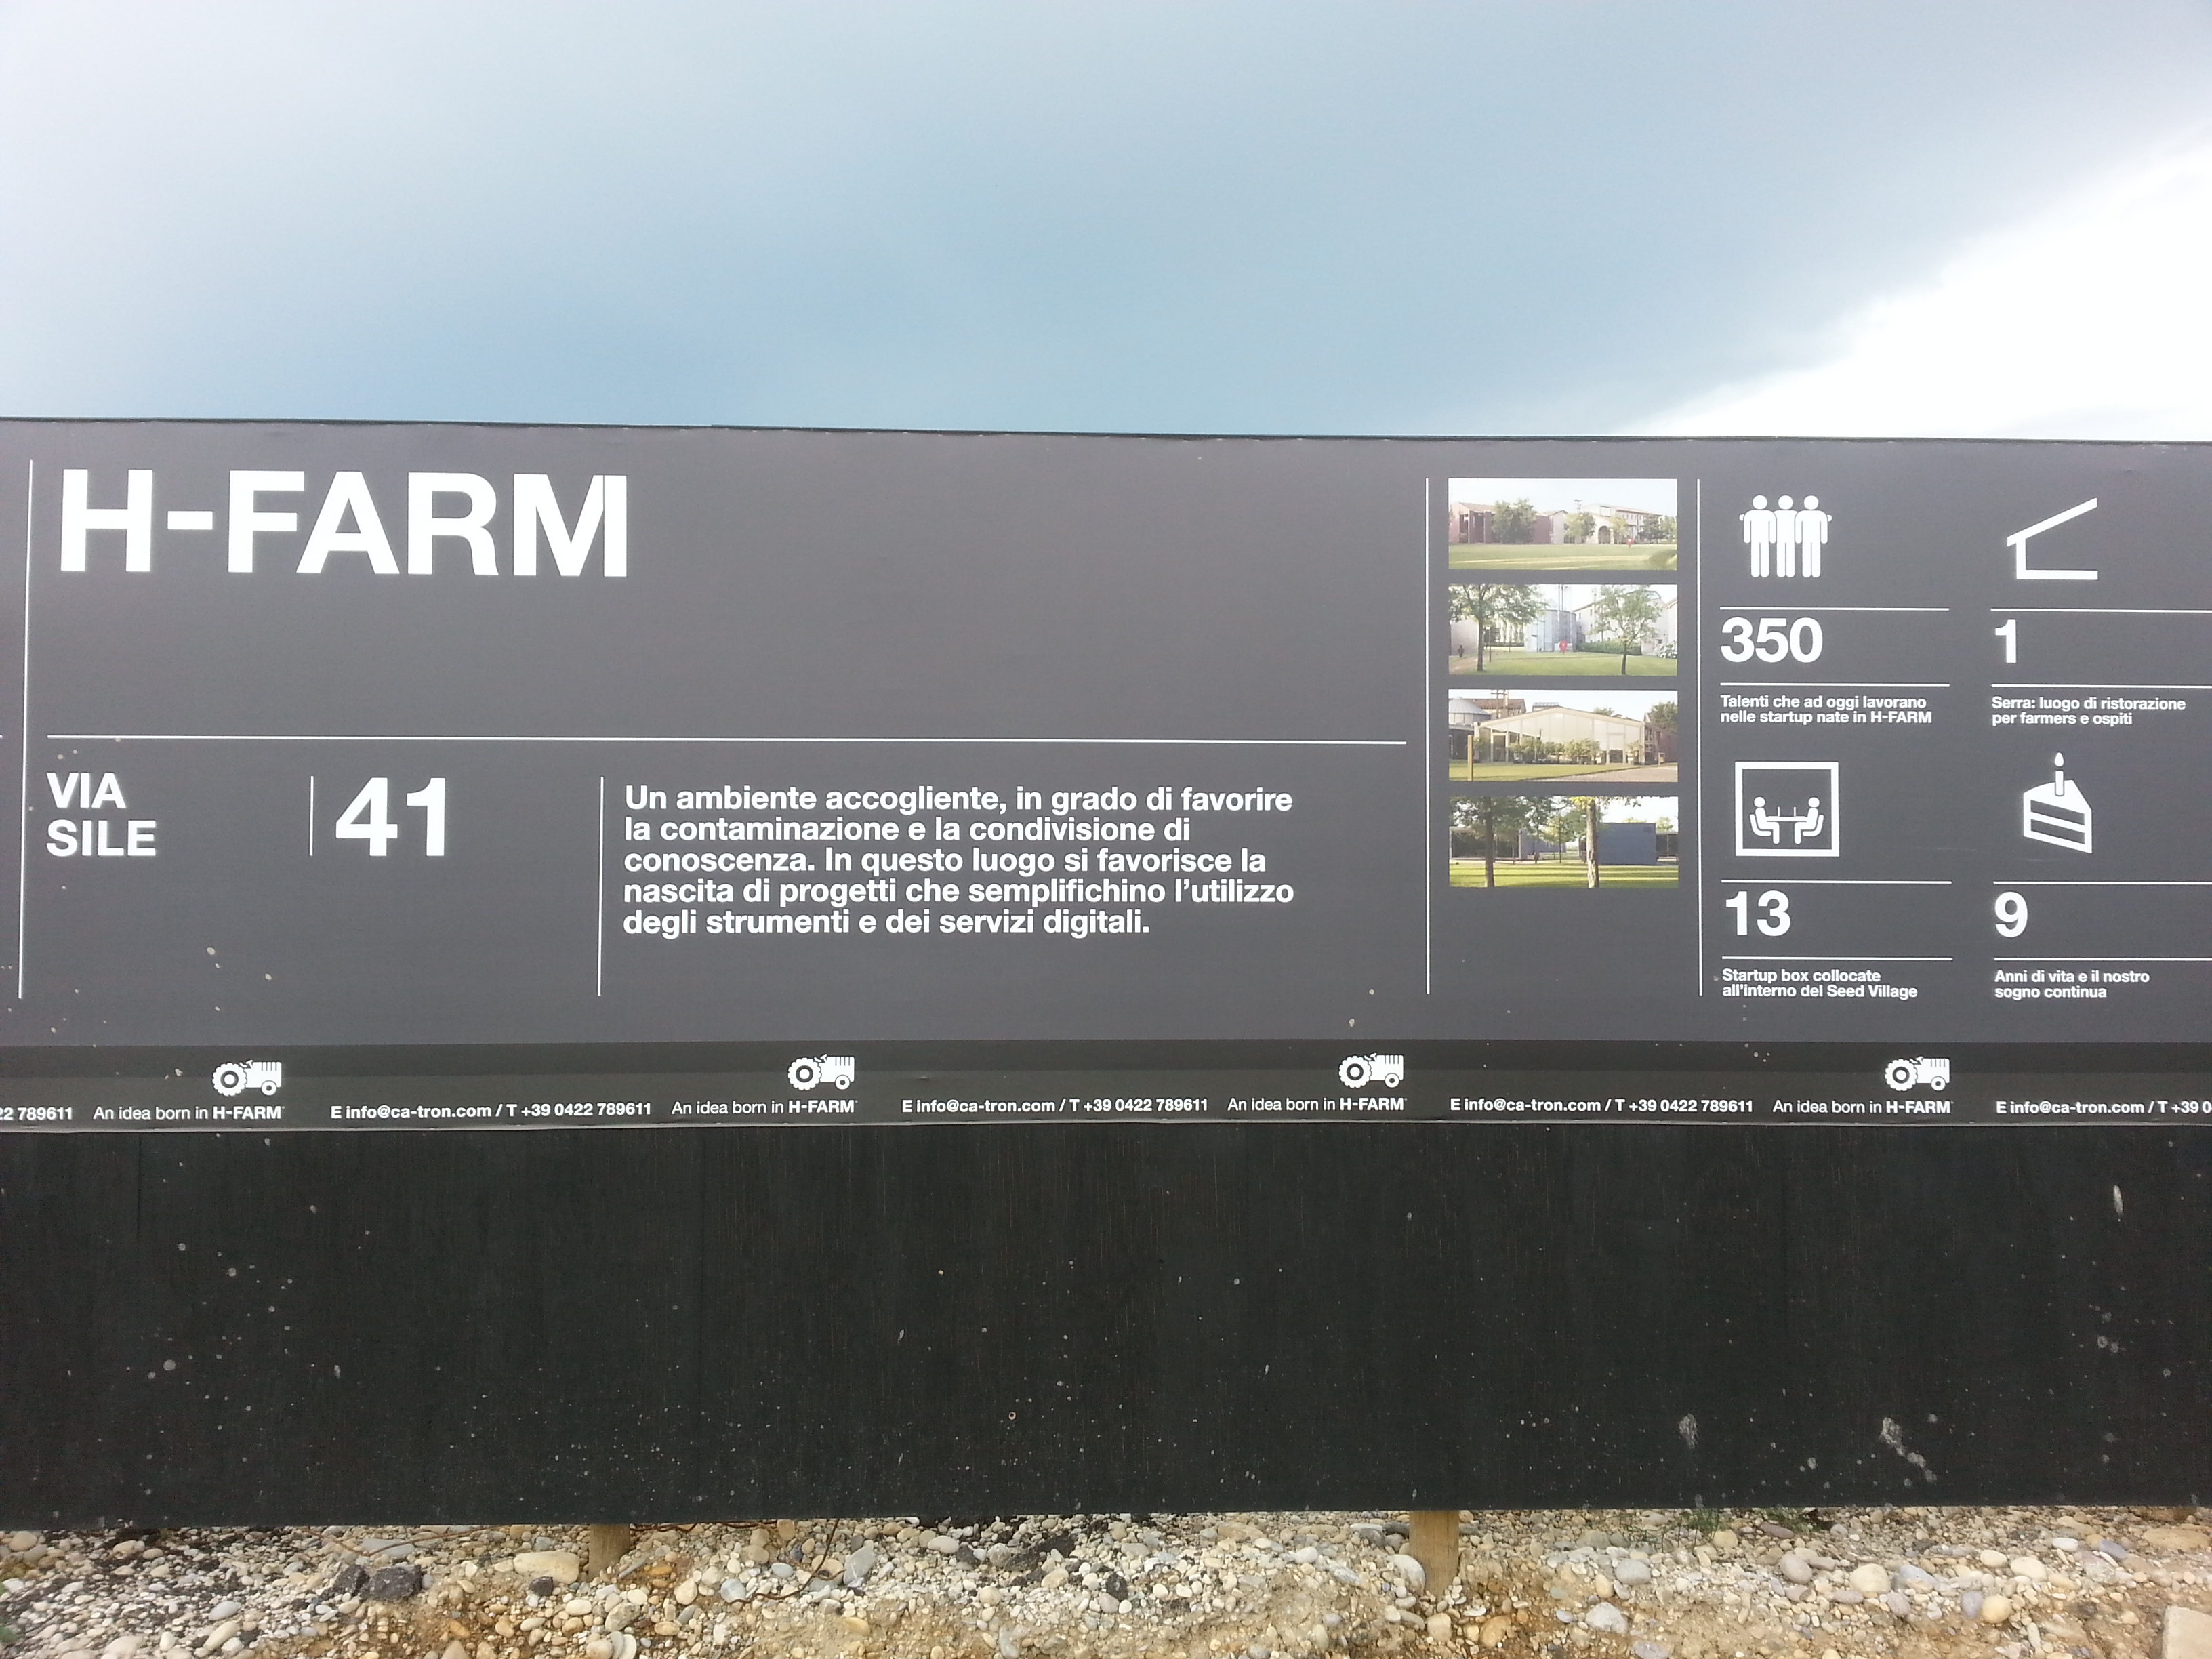 H-FARM
VIA
SILE
41
Un ambiente accogliente, in grado di favorire
la contaminazione e la condivisione di
conoscenza. In questo luogo si favorisce la
nascita di progetti che semplifichino l'utilizzo
degli strumenti e dei servizi digitali.
350
Talenti che ad oggi lavorano
nelle startup nate in H-FARM
1
Serra: luogo di ristorazione
per farmers e ospiti
13
Startup box collocate
all'interno del Seed Village
9
Anni di vita e il nostro
sogno continua
22 789611 An idea born in H-FARM E info@ca-tron.com / T +39 0422 789611 An idea born in H-FARM E info@ca-tron.com / T +39 0422 789611 An idea born in H-FARM E info@ca-tron.com / T +39 0422 789611 An idea born in H-FARM E info@ca-tron.com / T +39 0